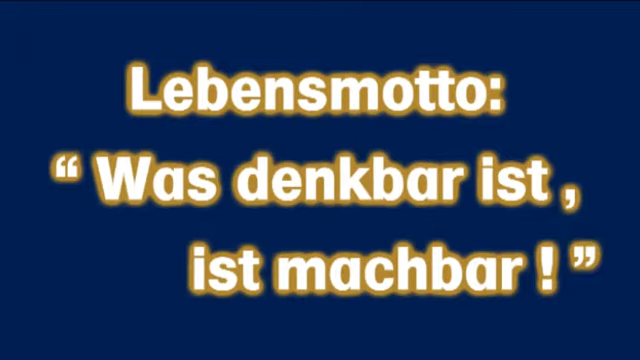 Lebensmotto:
“ Was denkbar ist ,
ist machbar ! ”